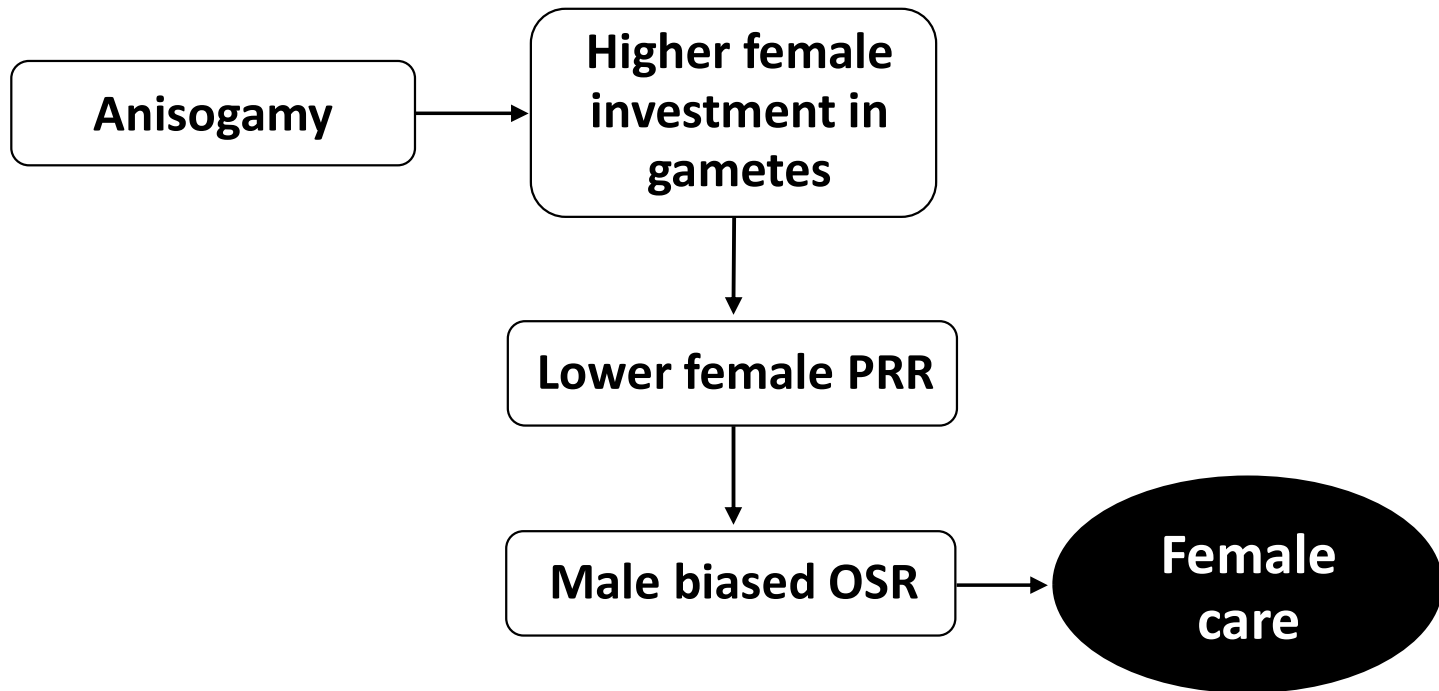 Anisogamy
Higher female
investment in
gametes
Lower female PRR
Male biased OSR
Female
care